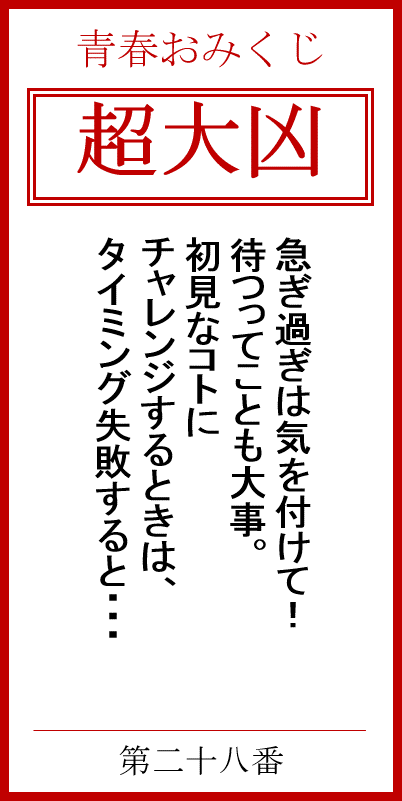 青春おみくじ
超大凶
急ぎ過ぎは気を付けて！
待つってことも大事。
初見なコトに
チャレンジするときは、
タイミング失敗すると・・・
第二十八番